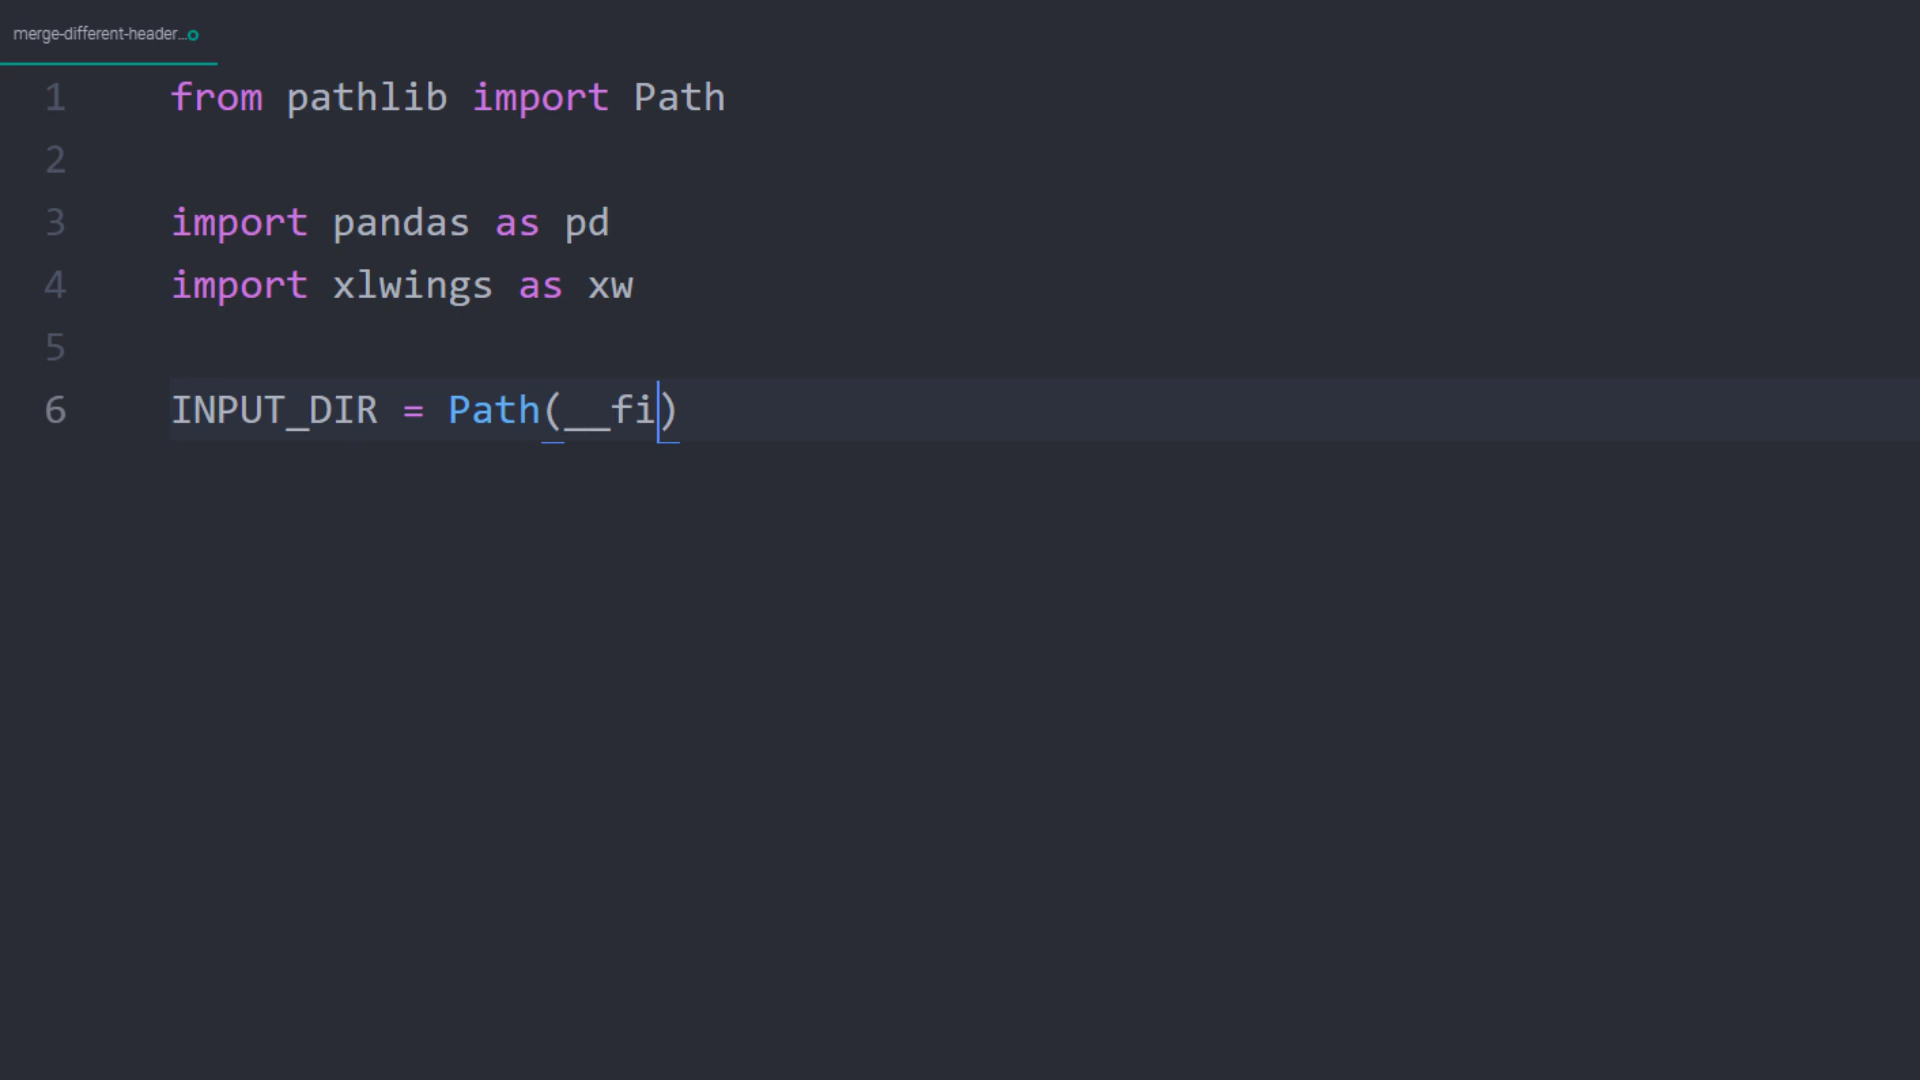 merge-different-header...
1 from pathlib import Path
2
3 import pandas as pd
4 import xlwings as xw
5
6 INPUT_DIR = Path(__fi)